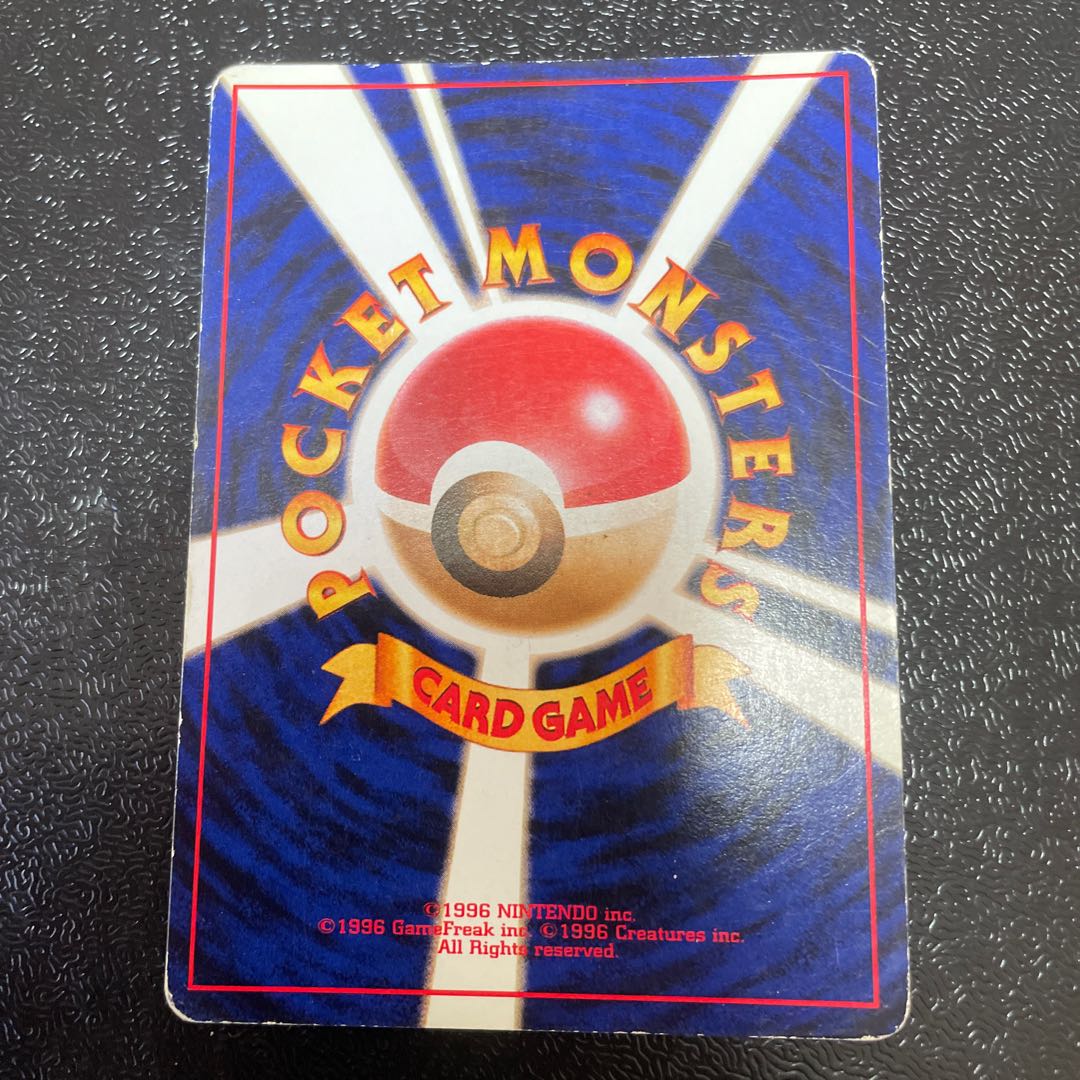 POCKET MONSTERS
CARD GAME
©1996 NINTENDO inc.
©1996 GameFreak inc. ©1996 Creatures inc.
All Rights reserved.